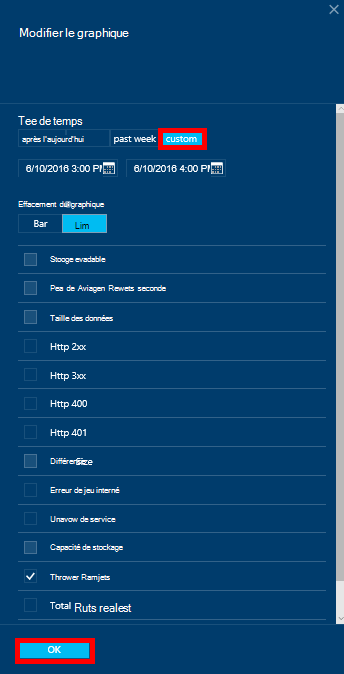 Modifier le graphique
Tee de temps
après l'aujourd'hui past week custom
6/10/2016 3:00 PM 6/10/2016 4:00 PM
Effacement graphique
Bar Lim
Stooge evadable
Pea de Aviagen Rewets seconde
Taille des données
Http 2xx
Http 3xx
Http 400
Http 401
Erreur de jeu interné
Unavow de service
Capacité de stockage
Thrower Ramjets
Total Ruts realest
OK